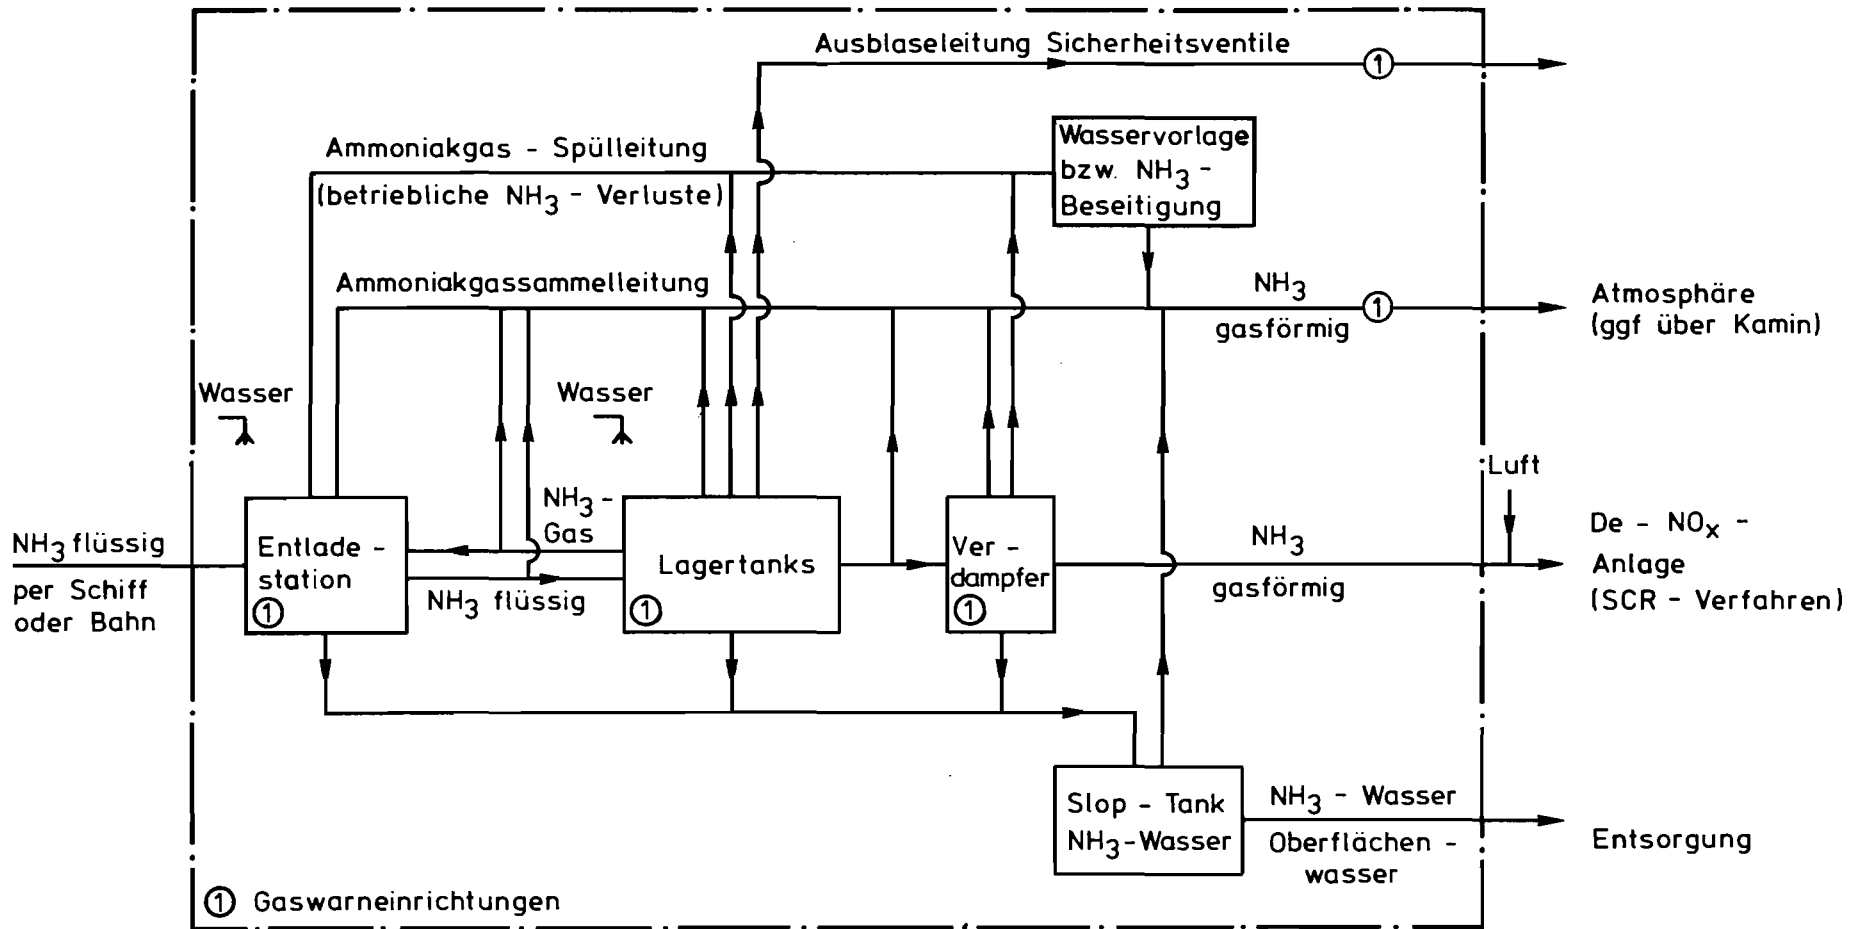 Ausblaseleitung Sicherheitsventile
①
Ammoniakgas - Spülleitung
(betriebliche NH₃ - Verluste)
Wasservorlage
bzw. NH₃ -
Beseitigung
Ammoniakgassammelleitung
NH₃
gasförmig
①
Atmosphäre
(ggf über Kamin)
Wasser
Wasser
Luft
NH₃ flüssig
per Schiff
oder Bahn
Entlade -
station
①
NH₃ -
Gas
NH₃ flüssig
Lagertanks
①
Ver -
dampfer
①
NH₃
gasförmig
De - NOₓ -
Anlage
(SCR - Verfahren)
Slop - Tank
NH₃-Wasser
NH₃ - Wasser
Oberflächen -
wasser
Entsorgung
① Gaswarneinrichtungen